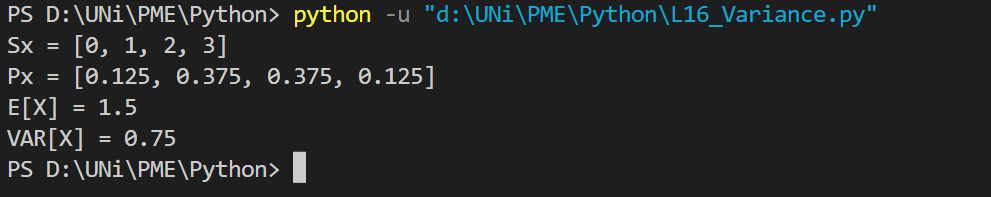 PS D:\UNi\PME\Python> python -u "d:\UNi\PME\Python\L16_Variance.py"
Sx = [0, 1, 2, 3]
Px = [0.125, 0.375, 0.375, 0.125]
E[X] = 1.5
VAR[X] = 0.75
PS D:\UNi\PME\Python>